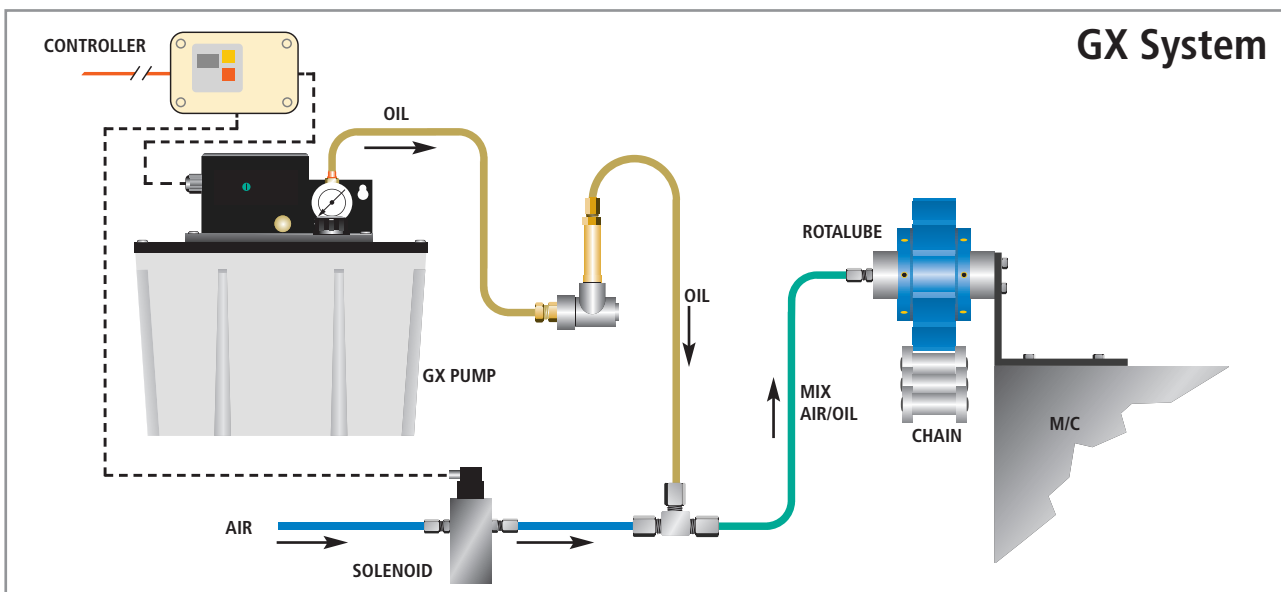 GX System
CONTROLLER
OIL
ROTALUBE
OIL
GX PUMP
MIX
AIR/OIL
CHAIN
M/C
AIR
SOLENOID